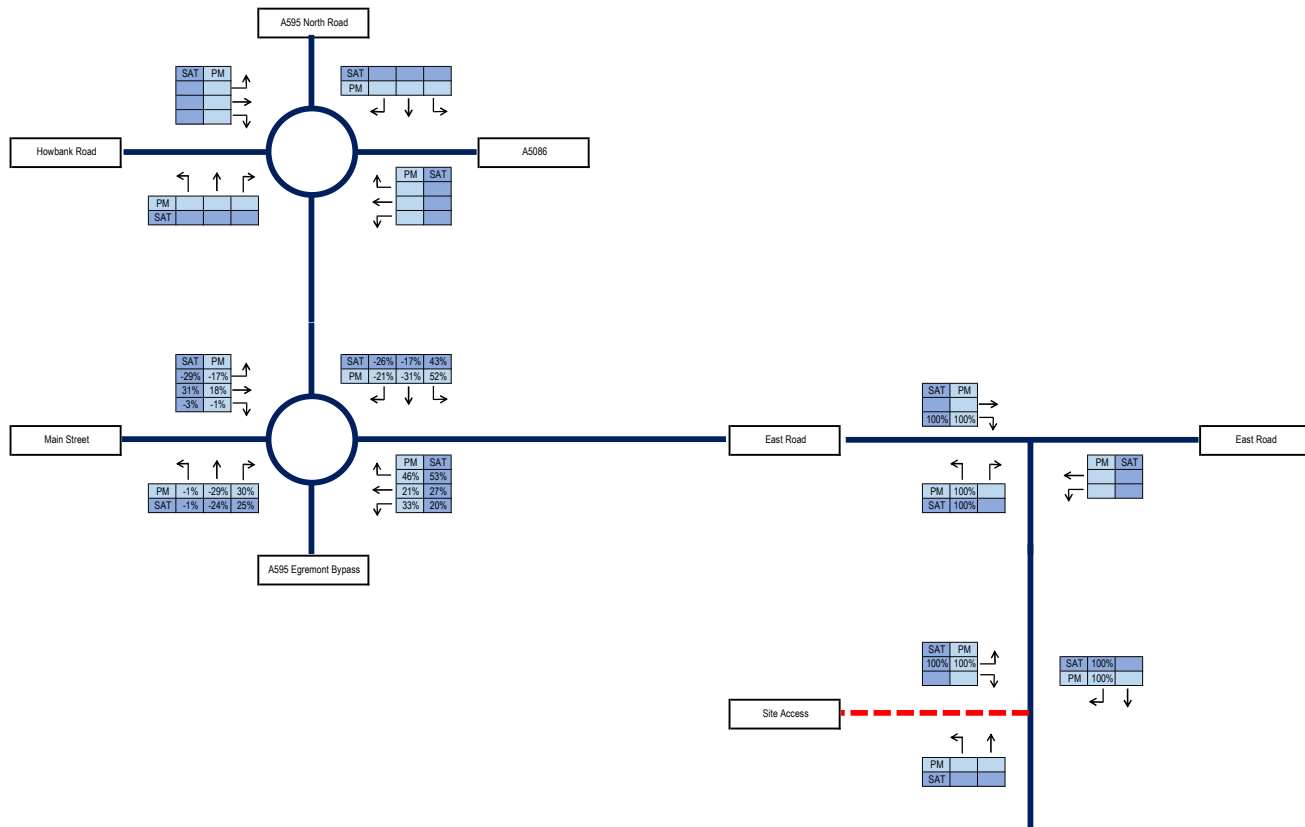 A595 North Road
SAT PM
SAT
PM
Howbank Road
A5086
PM
SAT
PM SAT
SAT PM
-29% -17%
31% 18%
-3% -1%
SAT -26% -17% 43%
PM -21% -31% 52%
Main Street
East Road
East Road
SAT PM
100% 100%
PM -1% -29% 30%
SAT -1% -24% 25%
PM SAT
46% 53%
21% 27%
33% 20%
PM 100%
SAT 100%
PM SAT
A595 Egremont Bypass
SAT PM
100% 100%
SAT 100%
PM 100%
Site Access
PM
SAT